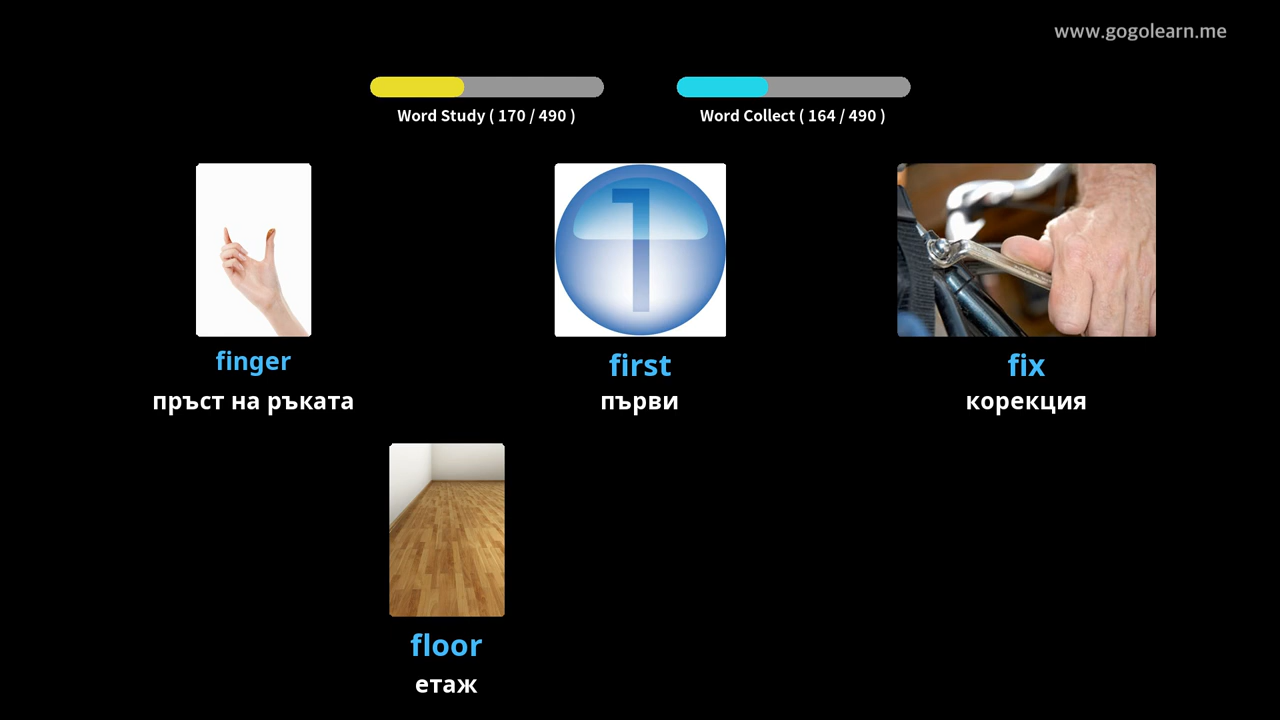 www.gogolearn.me
Word Study ( 170 / 490 )
Word Collect ( 164 / 490 )
1
finger
first
fix
пръст на ръката
първи
корекция
floor
етаж